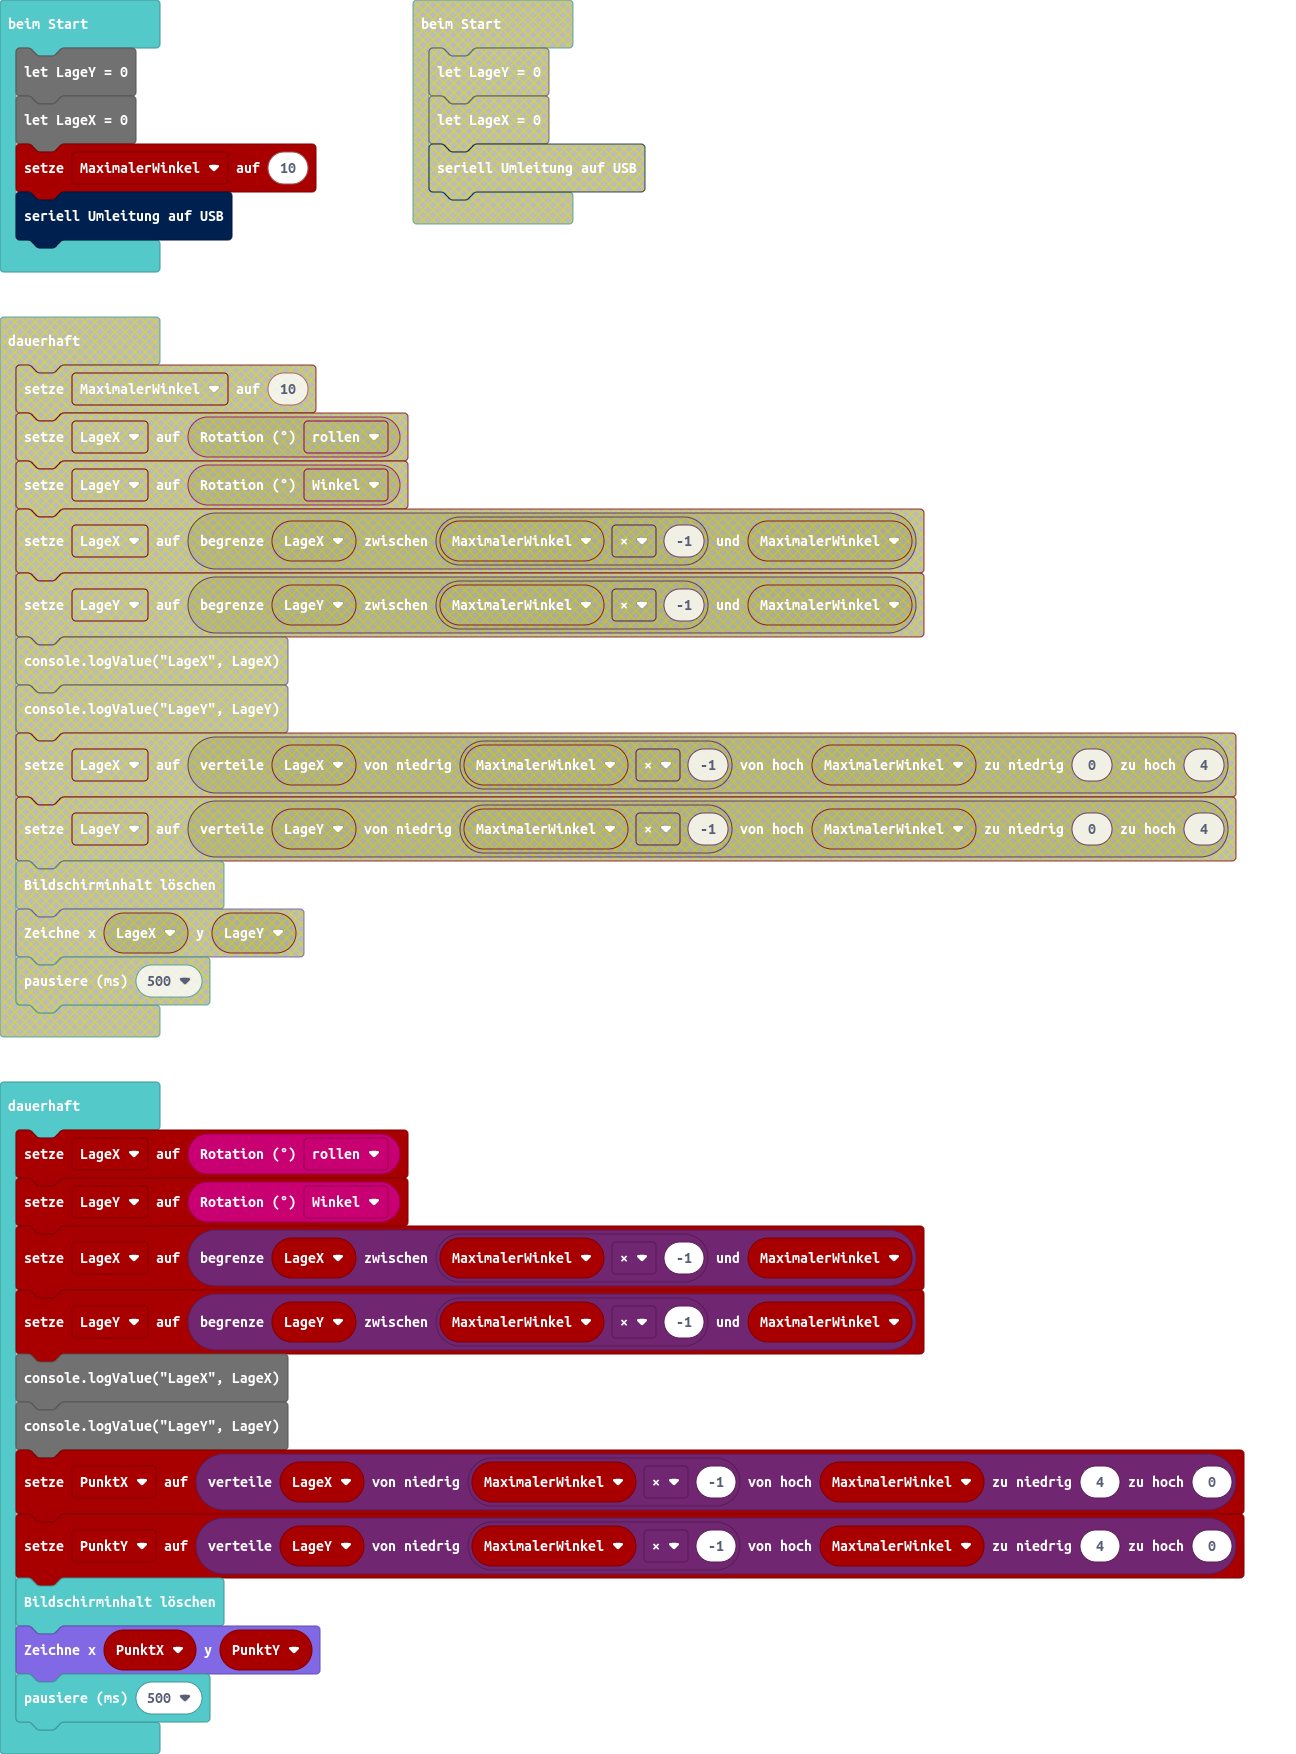 beim Start
let LageY = 0
let LageX = 0
setze MaximalerWinkel auf 10
seriell Umleitung auf USB
beim Start
let LageY = 0
let LageX = 0
seriell Umleitung auf USB
dauerhaft
setze MaximalerWinkel auf 10
setze LageX auf Rotation (°) rollen
setze LageY auf Rotation (°) Winkel
setze LageX auf begrenze LageX zwischen MaximalerWinkel × -1 und MaximalerWinkel
setze LageY auf begrenze LageY zwischen MaximalerWinkel × -1 und MaximalerWinkel
console.logValue("LageX", LageX)
console.logValue("LageY", LageY)
setze LageX auf verteile LageX von niedrig MaximalerWinkel × -1 von hoch MaximalerWinkel zu niedrig 0 zu hoch 4
setze LageY auf verteile LageY von niedrig MaximalerWinkel × -1 von hoch MaximalerWinkel zu niedrig 0 zu hoch 4
Bildschirminhalt löschen
Zeichne x LageX y LageY
pausiere (ms) 500
dauerhaft
setze LageX auf Rotation (°) rollen
setze LageY auf Rotation (°) Winkel
setze LageX auf begrenze LageX zwischen MaximalerWinkel × -1 und MaximalerWinkel
setze LageY auf begrenze LageY zwischen MaximalerWinkel × -1 und MaximalerWinkel
console.logValue("LageX", LageX)
console.logValue("LageY", LageY)
setze PunktX auf verteile LageX von niedrig MaximalerWinkel × -1 von hoch MaximalerWinkel zu niedrig 4 zu hoch 0
setze PunktY auf verteile LageY von niedrig MaximalerWinkel × -1 von hoch MaximalerWinkel zu niedrig 4 zu hoch 0
Bildschirminhalt löschen
Zeichne x PunktX y PunktY
pausiere (ms) 500